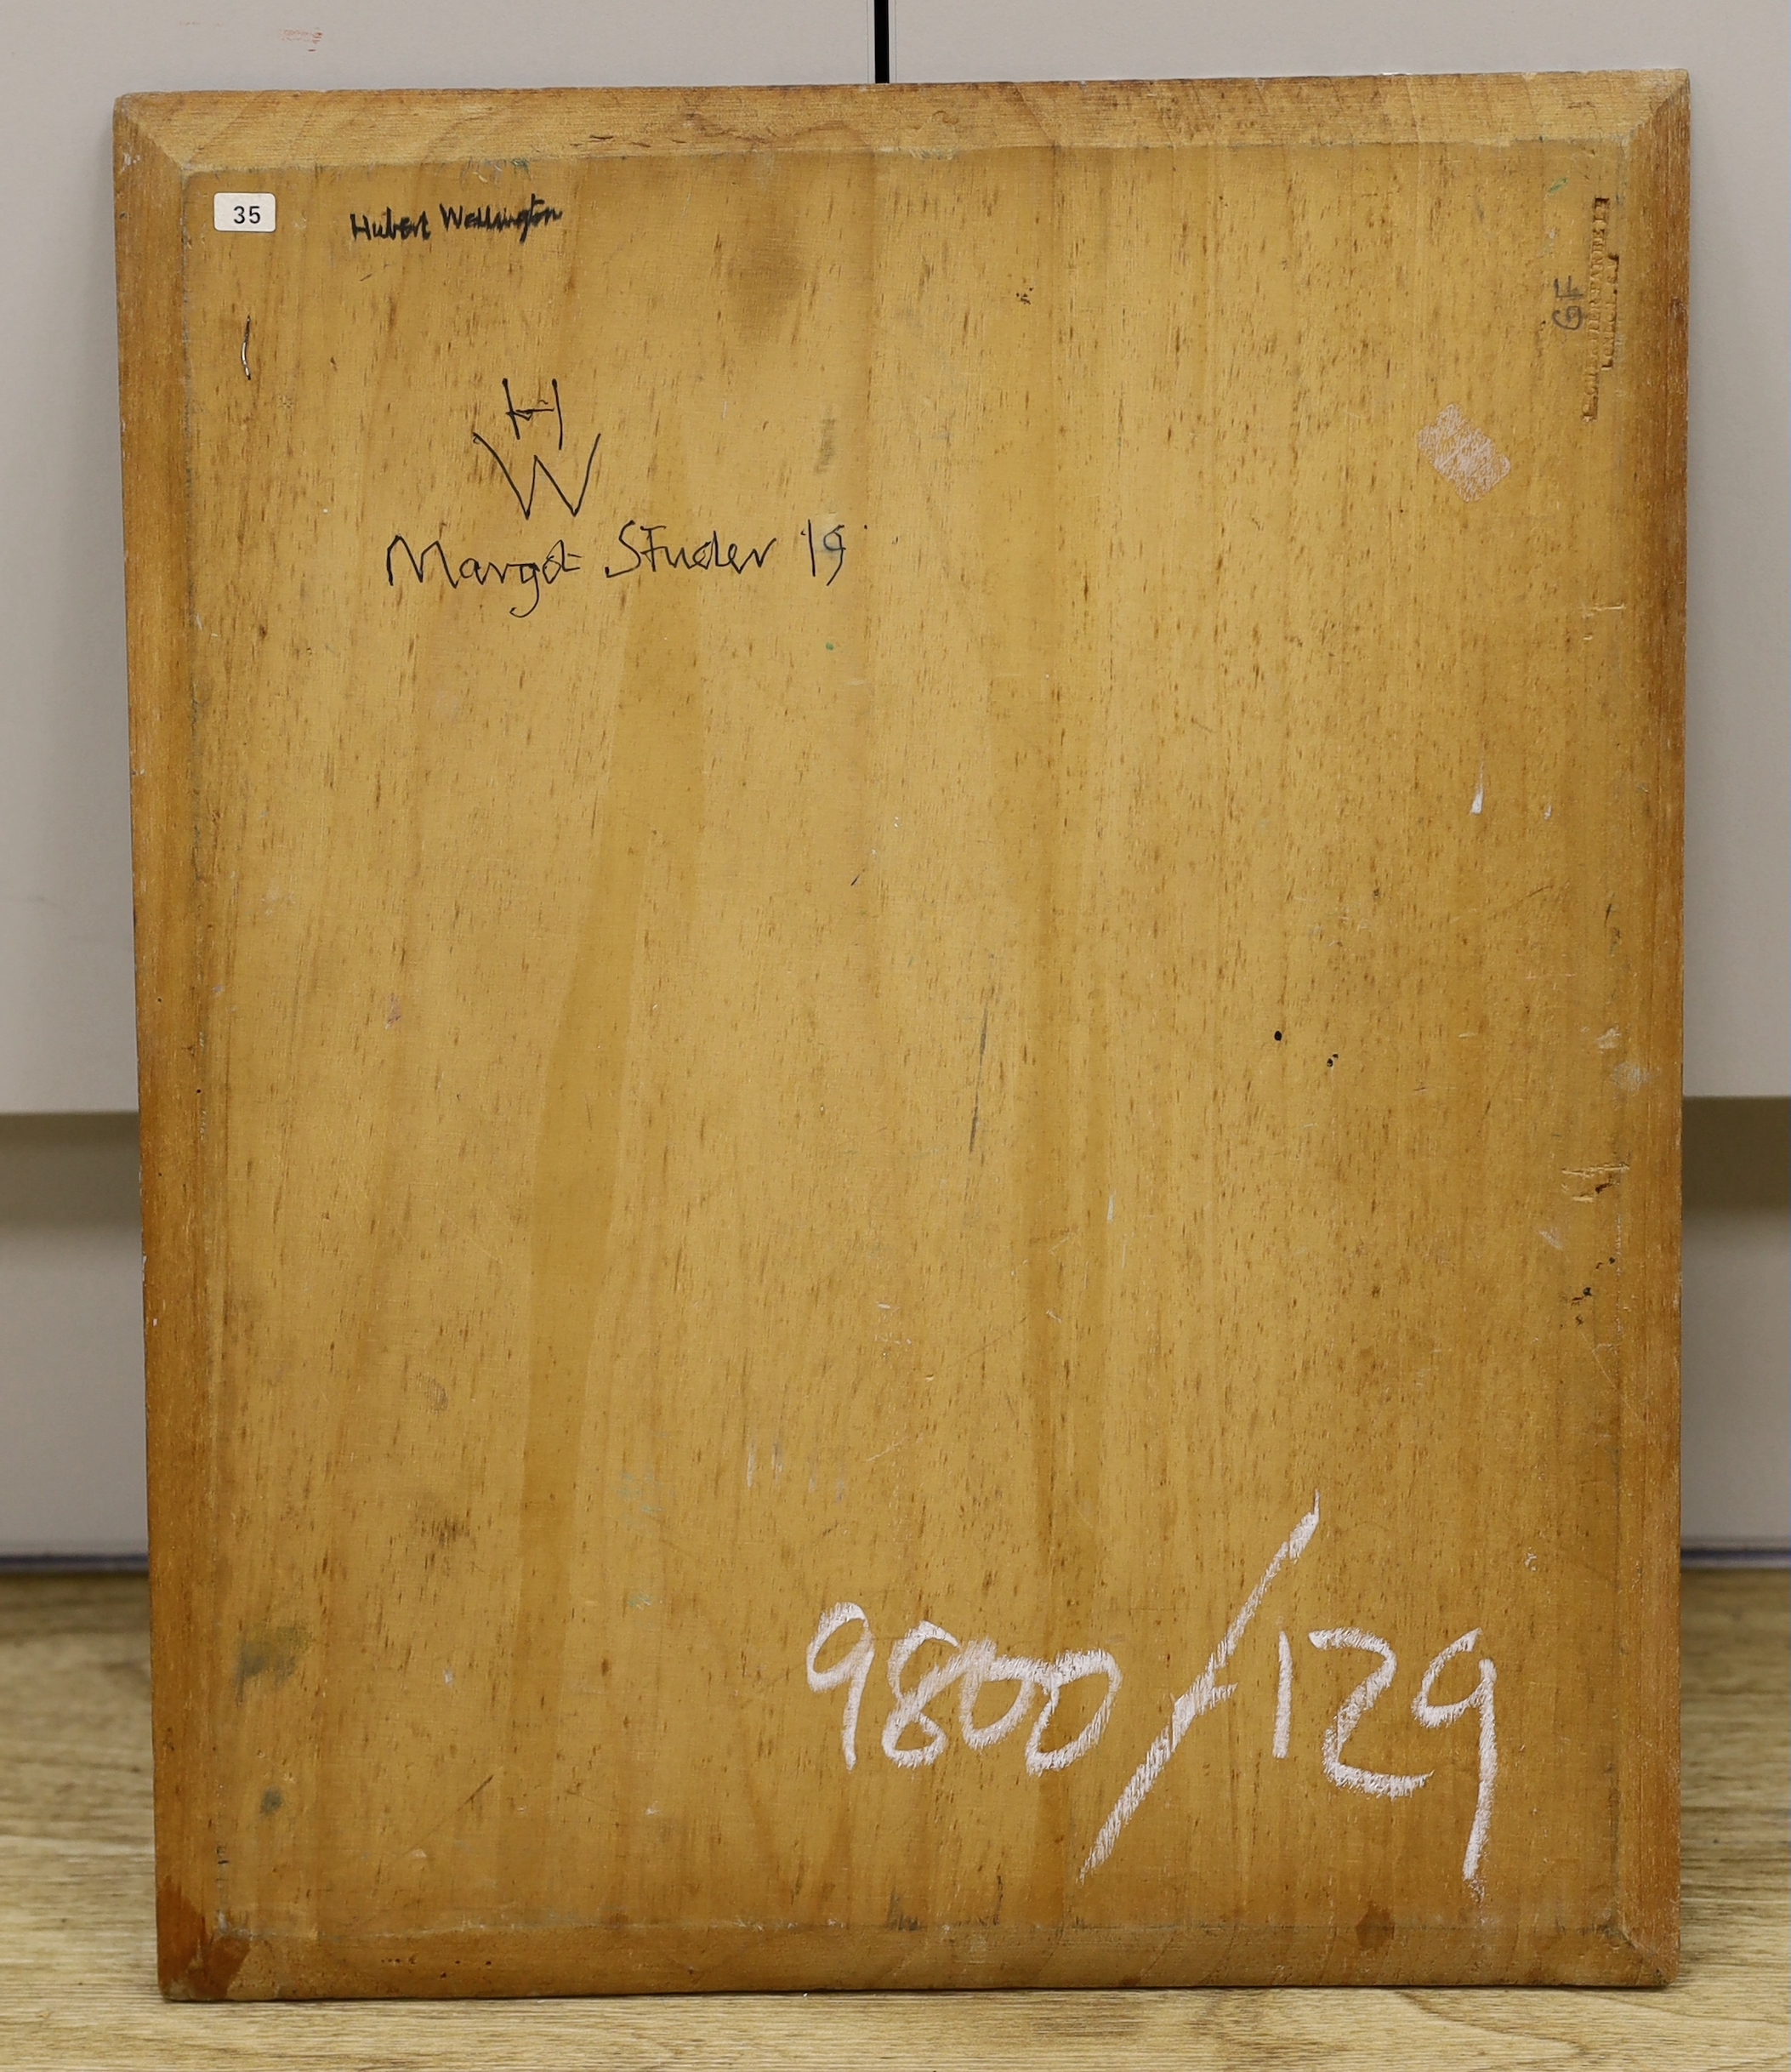 35
Hubert Wellington
H
W
Margot Studer 19
GF
9800/129